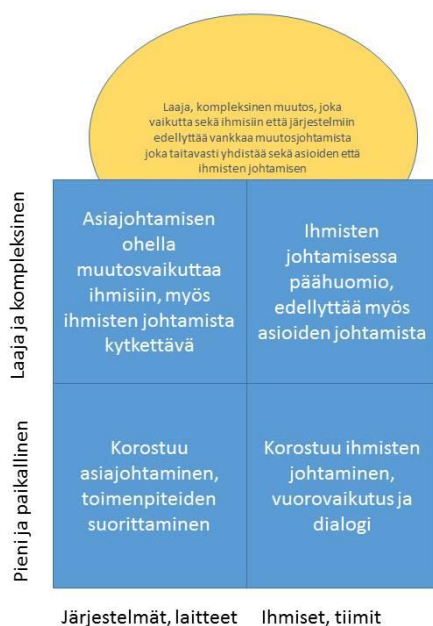 Laaja, kompleksinen muutos, joka
vaikutta sekä ihmisiin että järjestelmiin
edellyttää vankkaa muutosjohtamista
joka taitavasti yhdistää sekä asioiden että
ihmisten johtamisen
Laaja ja kompleksinen
Asiajohtamisen
ohella
muutosvaikuttaa
ihmisiin, myös
ihmisten johtamista
kytkettävä
Ihmisten
johtamisessa
päähuomio,
edellyttää myös
asioiden johtamista
Pieni ja paikallinen
Korostuu
asiajohtaminen,
toimenpiteiden
suorittaminen
Korostuu ihmisten
johtaminen,
vuorovaikutus ja
dialogi
Järjestelmät, laitteet
Ihmiset, tiimit